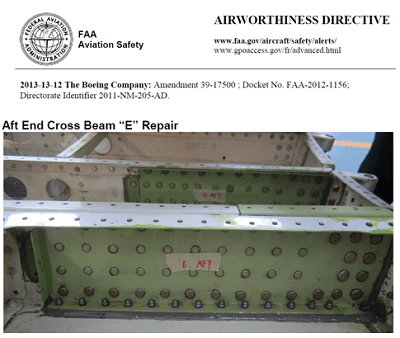 FEDERAL AVIATION
ADMINISTRATION
FAA
Aviation Safety
AIRWORTHINESS DIRECTIVE
www.faa.gov/aircraft/safety/alerts/
www.gpoaccess.gov/fr/advanced.html
2013-13-12 The Boeing Company: Amendment 39-17500 ; Docket No. FAA-2012-1156;
Directorate Identifier 2011-NM-205-AD.
Aft End Cross Beam “E” Repair
E AFT